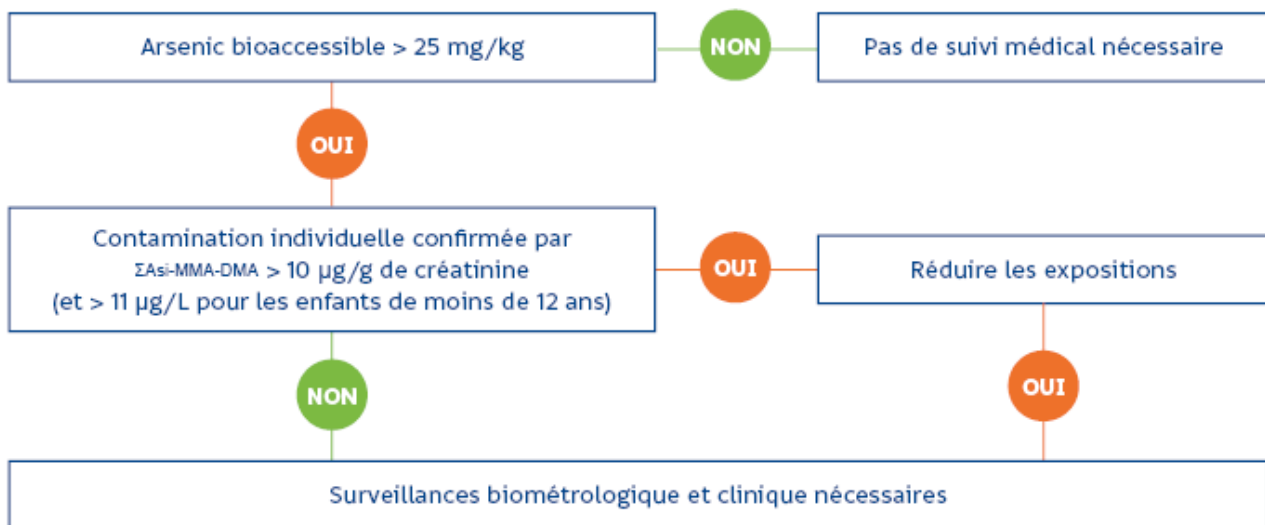 Arsenic bioaccessible > 25 mg/kg
NON
Pas de suivi médical nécessaire
OUI
Contamination individuelle confirmée par
ΣAsi-MMA-DMA > 10 µg/g de créatinine
(et > 11 µg/L pour les enfants de moins de 12 ans)
OUI
Réduire les expositions
NON
OUI
Surveillances biométrologique et clinique nécessaires